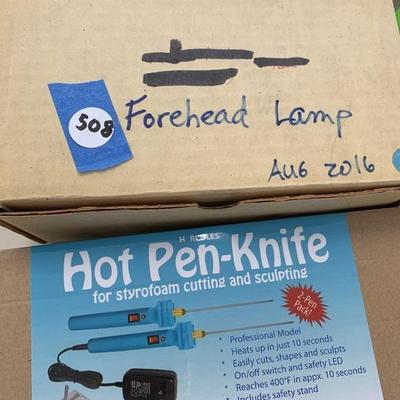 508
Forehead Lamp
Aug 2016
Hot Pen-Knife
for styrofoam cutting and sculpting
2-Pen
Pack!
• Professional Model
• Heats up in just 10 seconds
• Easily cuts, shapes and sculpts
• On/off switch and safety LED
• Reaches 400°F in appx. 10 seconds
• Includes safety stand